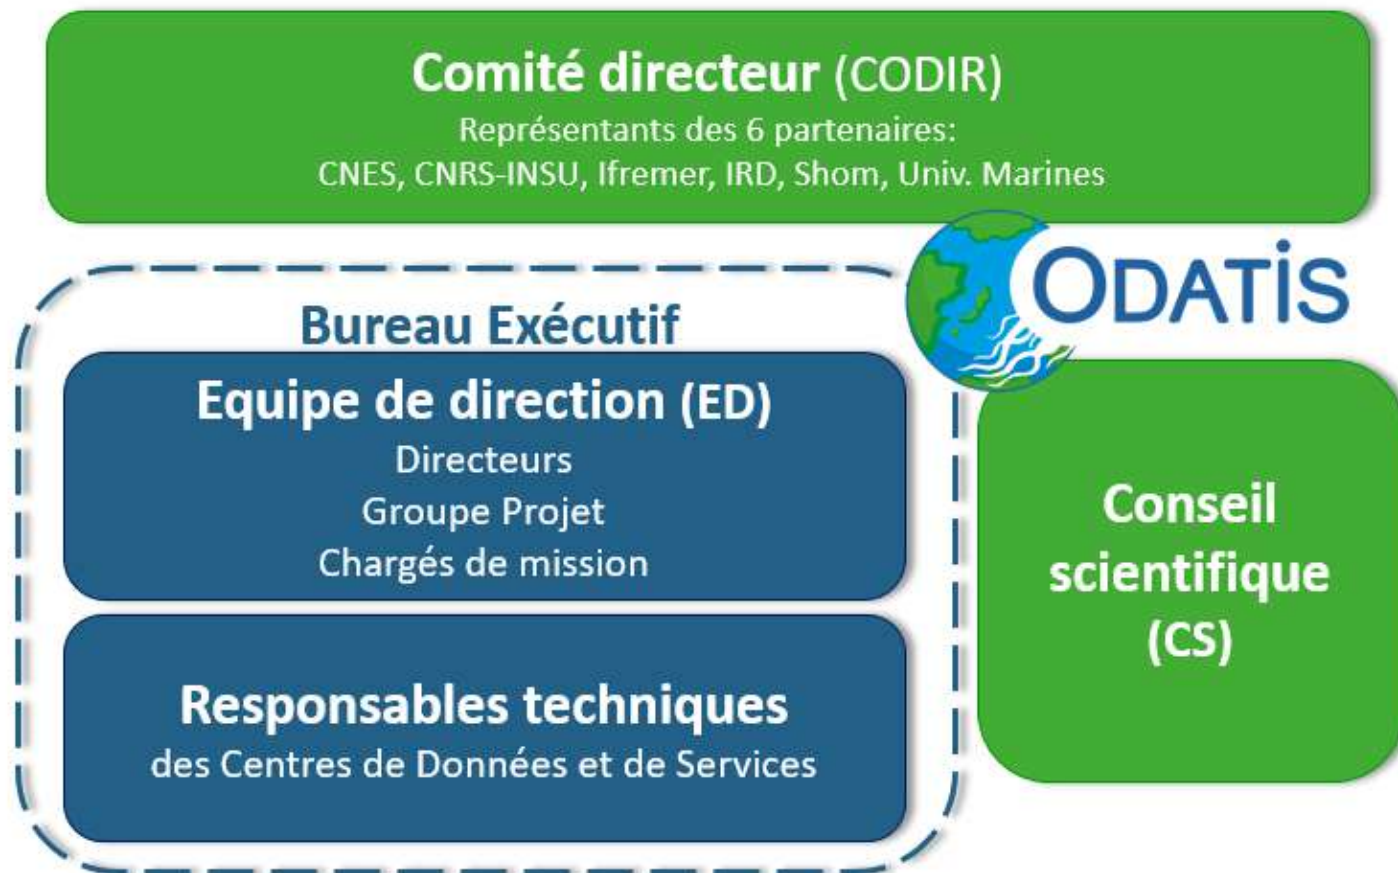 Comité directeur (CODIR)
Représentants des 6 partenaires:
CNES, CNRS-INSU, Ifremer, IRD, Shom, Univ. Marines
ODATiS
Bureau Exécutif
Equipe de direction (ED)
Directeurs
Groupe Projet
Chargés de mission
Responsables techniques
des Centres de Données et de Services
Conseil
scientifique
(CS)